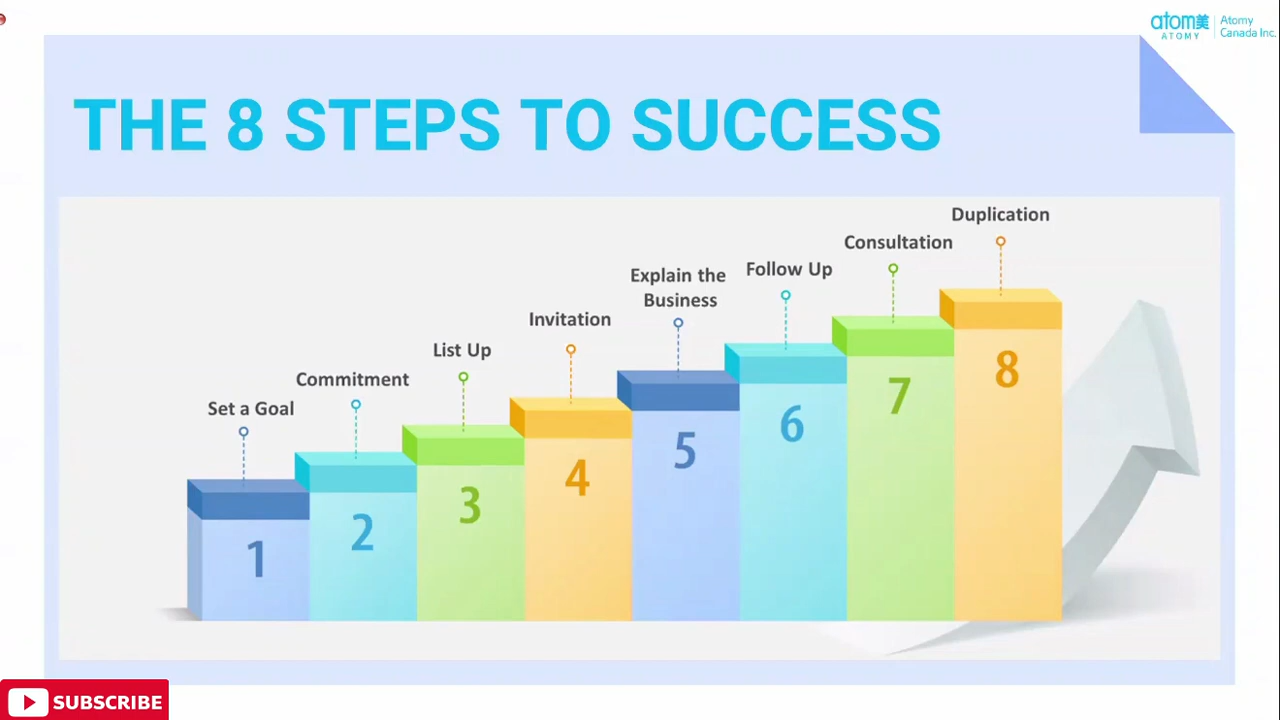 atom美
ATOMY
Atomy
Canada Inc.
THE 8 STEPS TO SUCCESS
Set a Goal
Commitment
List Up
Invitation
Explain the
Business
Follow Up
Consultation
Duplication
1
2
3
4
5
6
7
8
SUBSCRIBE